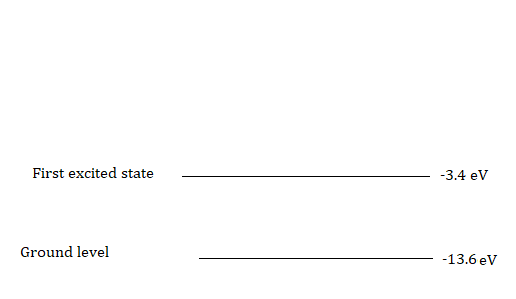 First excited state -3.4 eV
Ground level -13.6 eV